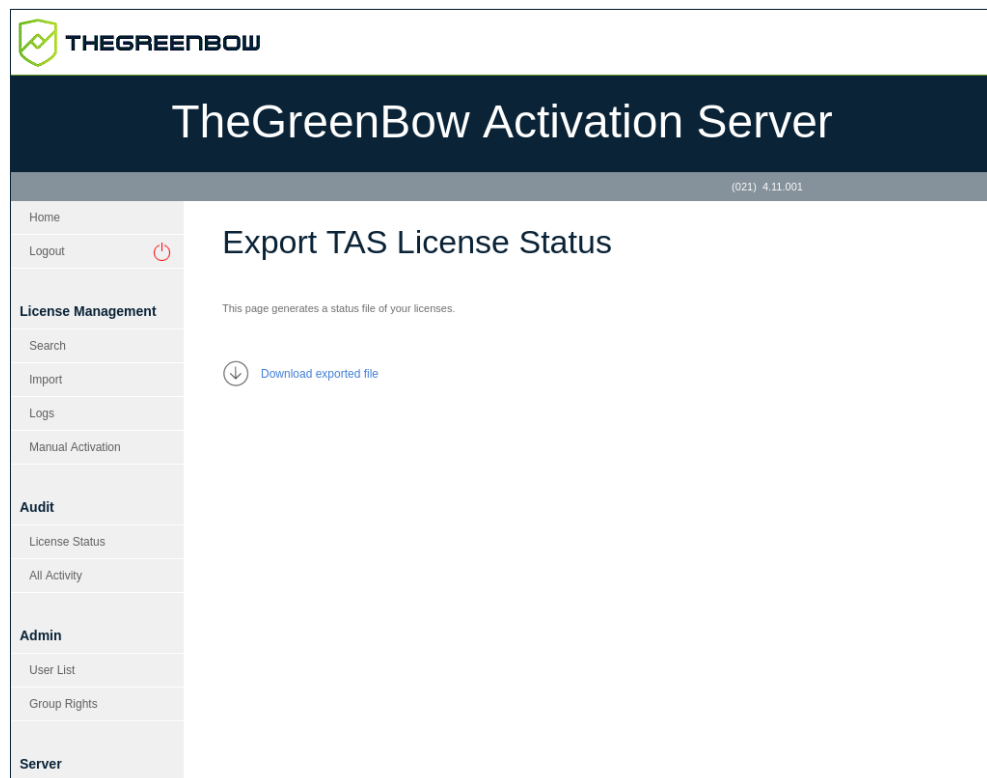 THEGREENBOW
TheGreenBow Activation Server
(021) 4.11.001
Home
Logout
License Management
Search
Import
Logs
Manual Activation
Audit
License Status
All Activity
Admin
User List
Group Rights
Server
Export TAS License Status
This page generates a status file of your licenses.
Download exported file